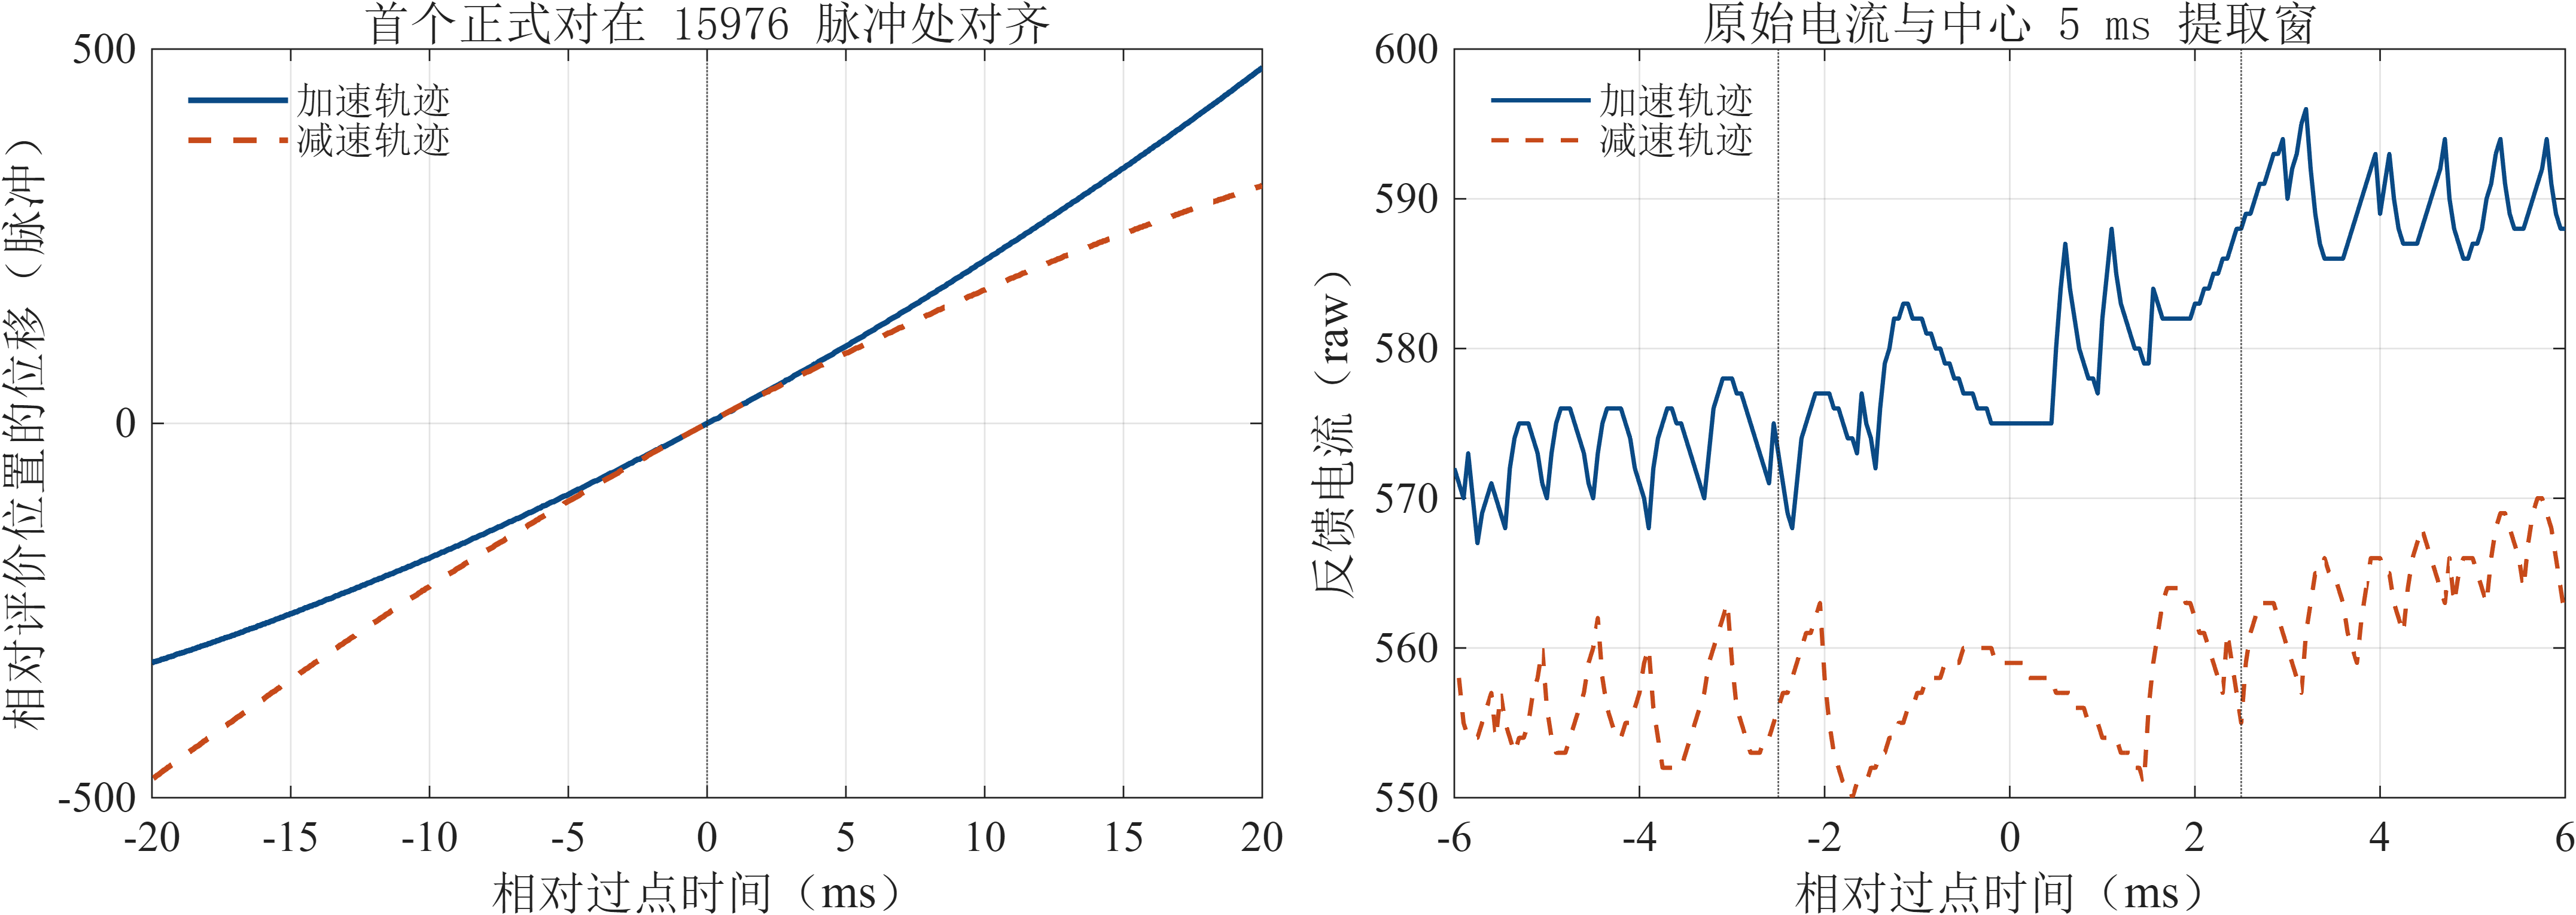 首个正式对在 15976 脉冲处对齐
500
0
-500
加速轨迹
减速轨迹
相对评价位置的位移（脉冲）
-20 -15 -10 -5 0 5 10 15 20
相对过点时间（ms）
原始电流与中心 5 ms 提取窗
600
590
580
570
560
550
加速轨迹
减速轨迹
反馈电流（raw）
-6 -4 -2 0 2 4 6
相对过点时间（ms）